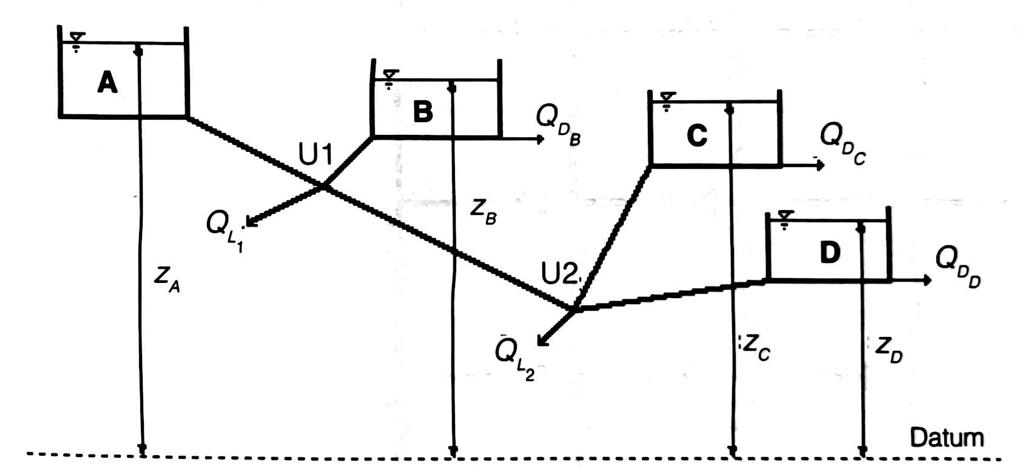 A
B
Q_{D_B}
C
Q_{D_C}
U1
Q_{L_1}
z_B
D
Q_{D_D}
z_A
U2
Q_{L_2}
z_C
z_D
Datum